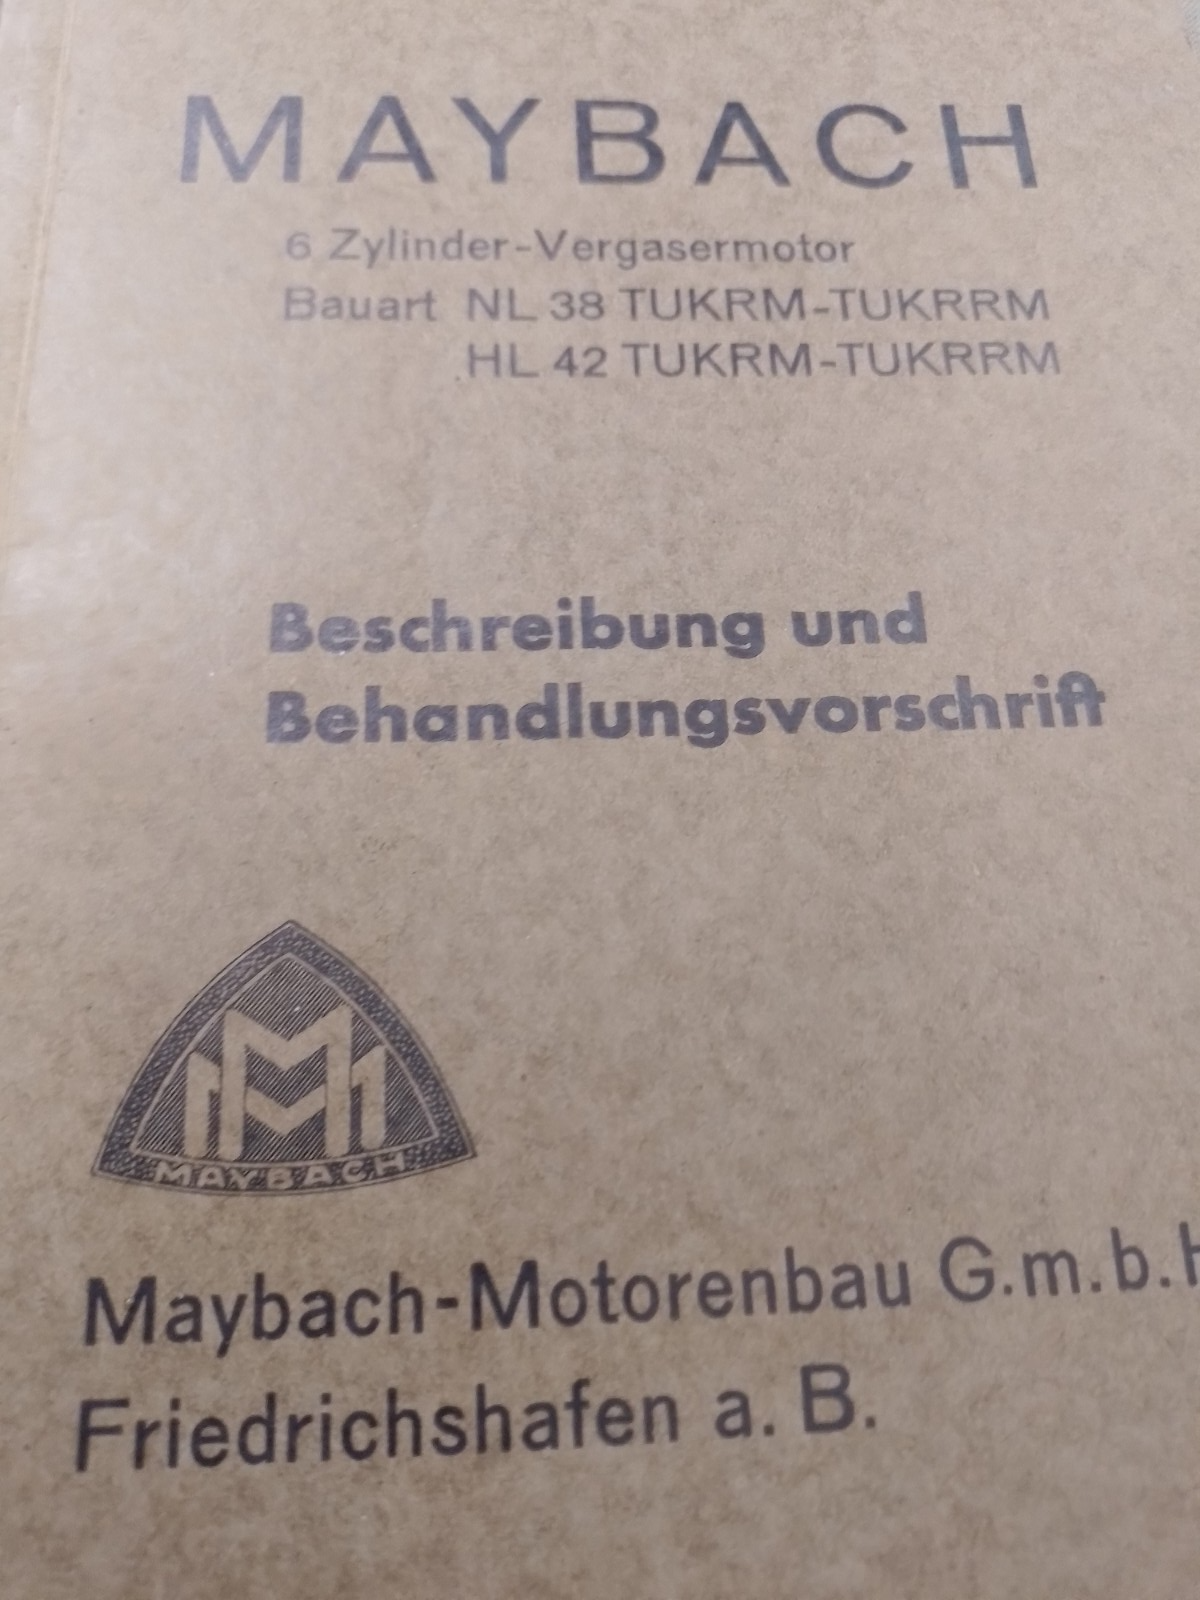 MAYBACH
6 Zylinder-Vergasermotor
Bauart NL 38 TUKRM-TUKRRM
HL 42 TUKRM-TUKRRM
Beschreibung und
Behandlungsvorschrift
MAYBACH
Maybach-Motorenbau G.m.b.H
Friedrichshafen a. B.